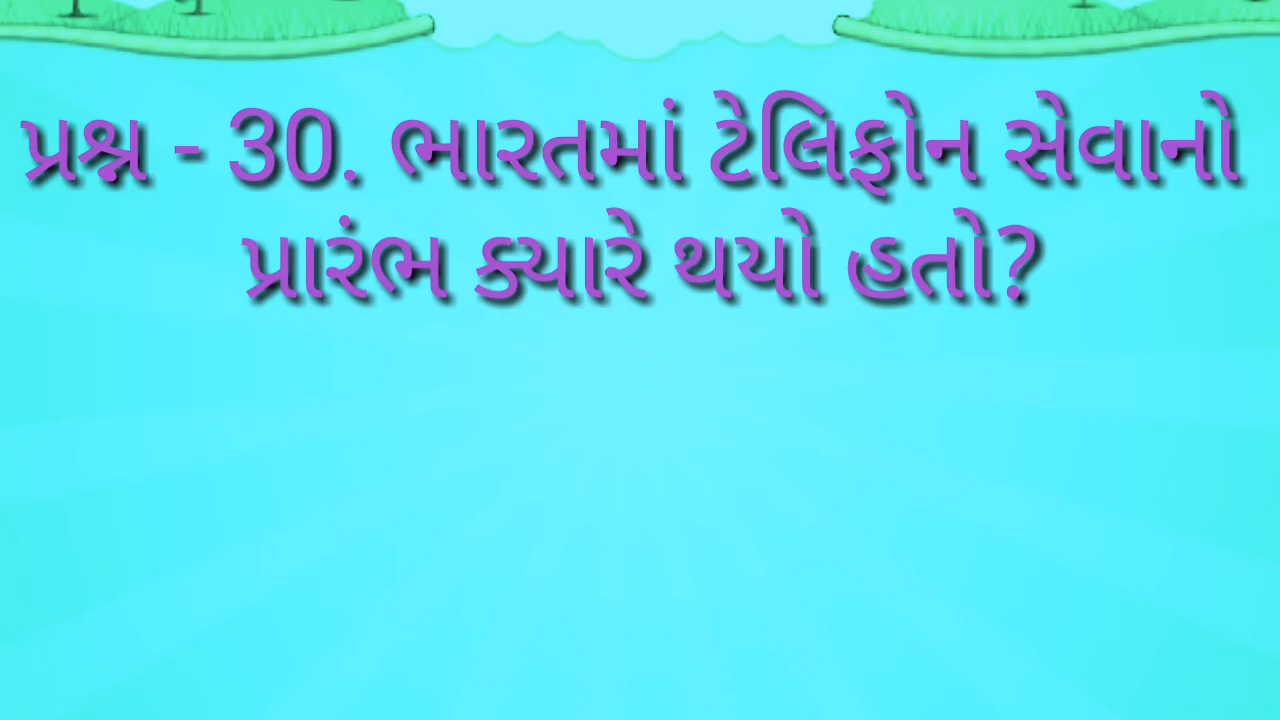 પ્રશ્ન - 30. ભારતમાં ટેલિફોન સેવાનો
પ્રારંભ ક્યારે થયો હતો?